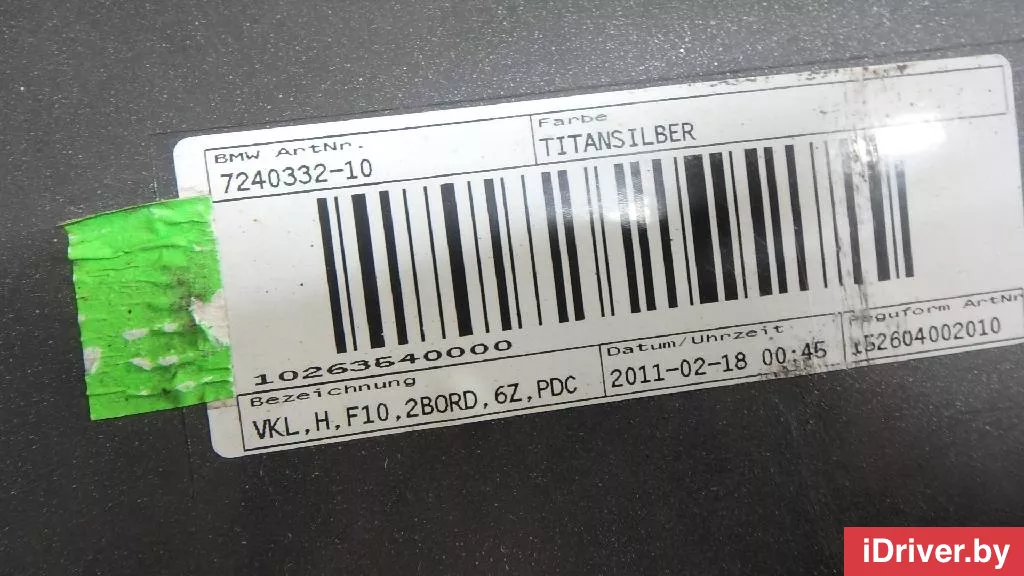 BMW ArtNr.
7240332-10
Farbe
TITANSILBER
10263540000
Bezeichnung
VKL,H,F10,2BORD,6Z,PDC
Datum/Uhrzeit
2011-02-18 00:45
ArtNr
152604002010
iDriver.by